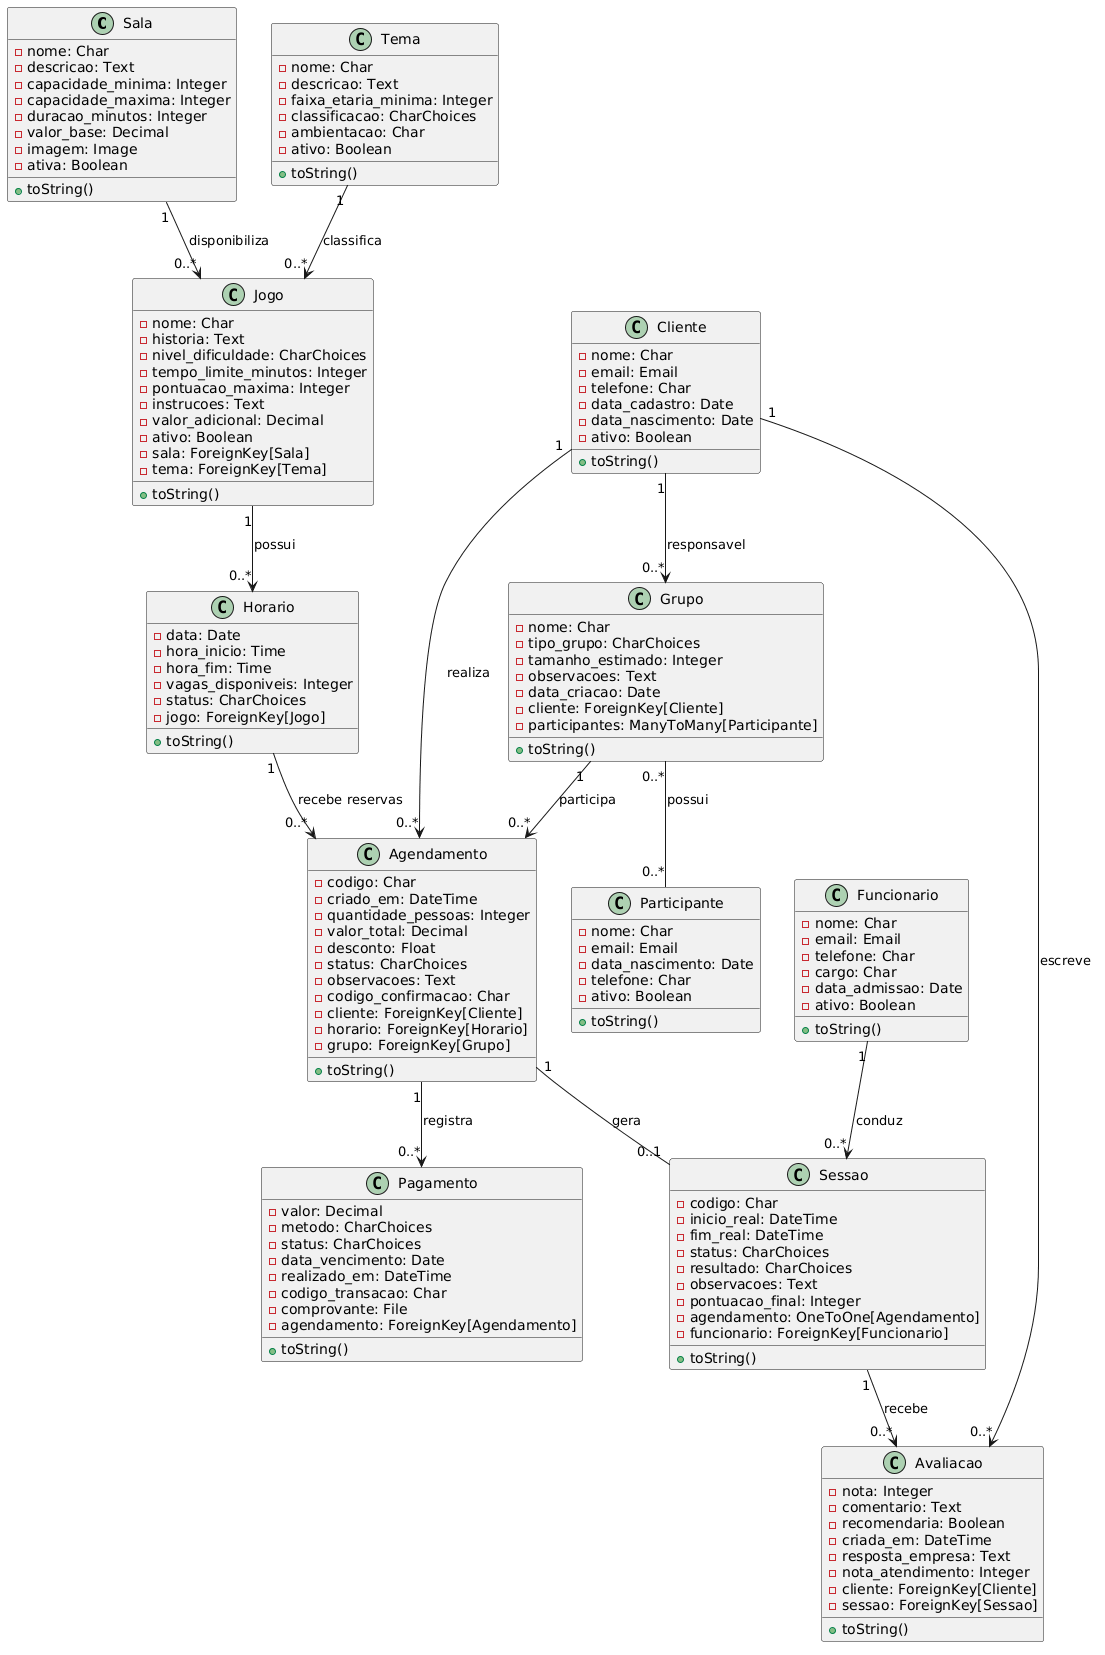 Sala
nome: Char
descricao: Text
capacidade_minima: Integer
capacidade_maxima: Integer
duracao_minutos: Integer
valor_base: Decimal
imagem: Image
ativa: Boolean
toString()
Tema
nome: Char
descricao: Text
faixa_etaria_minima: Integer
classificacao: CharChoices
ambientacao: Char
ativo: Boolean
toString()
1
disponibiliza
0..*
1
classifica
0..*
Jogo
nome: Char
historia: Text
nivel_dificuldade: CharChoices
tempo_limite_minutos: Integer
pontuacao_maxima: Integer
instrucoes: Text
valor_adicional: Decimal
ativo: Boolean
sala: ForeignKey[Sala]
tema: ForeignKey[Tema]
toString()
Cliente
nome: Char
email: Email
telefone: Char
data_cadastro: Date
data_nascimento: Date
ativo: Boolean
toString()
1
possui
0..*
1
realiza
0..*
1
responsavel
0..*
1
escreve
0..*
Horario
data: Date
hora_inicio: Time
hora_fim: Time
vagas_disponiveis: Integer
status: CharChoices
jogo: ForeignKey[Jogo]
toString()
Grupo
nome: Char
tipo_grupo: CharChoices
tamanho_estimado: Integer
observacoes: Text
data_criacao: Date
cliente: ForeignKey[Cliente]
participantes: ManyToMany[Participante]
toString()
1
recebe reservas
0..*
1
participa
0..*
0..*
possui
0..*
Agendamento
codigo: Char
criado_em: DateTime
quantidade_pessoas: Integer
valor_total: Decimal
desconto: Float
status: CharChoices
observacoes: Text
codigo_confirmacao: Char
cliente: ForeignKey[Cliente]
horario: ForeignKey[Horario]
grupo: ForeignKey[Grupo]
toString()
Participante
nome: Char
email: Email
data_nascimento: Date
telefone: Char
ativo: Boolean
toString()
Funcionario
nome: Char
email: Email
telefone: Char
cargo: Char
data_admissao: Date
ativo: Boolean
toString()
1
registra
0..*
1
gera
0..1
1
conduz
0..*
Pagamento
valor: Decimal
metodo: CharChoices
status: CharChoices
data_vencimento: Date
realizado_em: DateTime
codigo_transacao: Char
comprovante: File
agendamento: ForeignKey[Agendamento]
toString()
Sessao
codigo: Char
inicio_real: DateTime
fim_real: DateTime
status: CharChoices
resultado: CharChoices
observacoes: Text
pontuacao_final: Integer
agendamento: OneToOne[Agendamento]
funcionario: ForeignKey[Funcionario]
toString()
1
recebe
0..*
Avaliacao
nota: Integer
comentario: Text
recomendaria: Boolean
criada_em: DateTime
resposta_empresa: Text
nota_atendimento: Integer
cliente: ForeignKey[Cliente]
sessao: ForeignKey[Sessao]
toString()